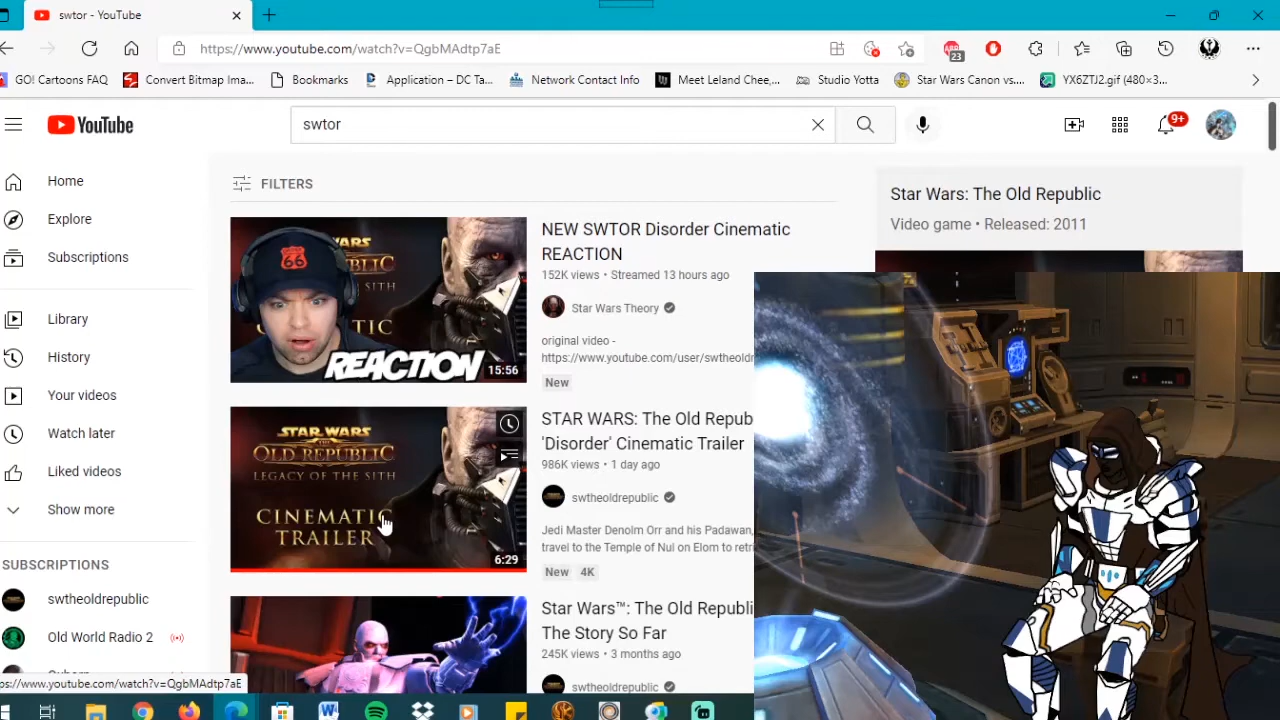 swtor - YouTube
https://www.youtube.com/watch?v=QgbMAdtp7aE
23
GO! Cartoons FAQ
Convert Bitmap Ima...
Bookmarks
Application – DC Ta...
Network Contact Info
Meet Leland Chee,...
Studio Yotta
Star Wars Canon vs....
YX6ZTJ2.gif (480×3...
YouTube
swtor
9+
Home
Explore
Subscriptions
Library
History
Your videos
Watch later
Liked videos
Show more
SUBSCRIPTIONS
swtheoldrepublic
Old World Radio 2
ps://www.youtube.com/watch?v=QgbMAdtp7aE
FILTERS
66
REACTION
15:56
NEW SWTOR Disorder Cinematic
REACTION
152K views • Streamed 13 hours ago
Star Wars Theory
original video -
https://www.youtube.com/user/swtheoldr
New
STAR WARS
THE
OLD REPUBLIC
LEGACY OF THE SITH
CINEMATIC
TRAILER
6:29
STAR WARS: The Old Repub
'Disorder' Cinematic Trailer
986K views • 1 day ago
swtheoldrepublic
Jedi Master Denolm Orr and his Padawan,
travel to the Temple of Nul on Elom to retri
New 4K
Star Wars™: The Old Republi
The Story So Far
245K views • 3 months ago
swtheoldrepublic
Star Wars: The Old Republic
Video game • Released: 2011